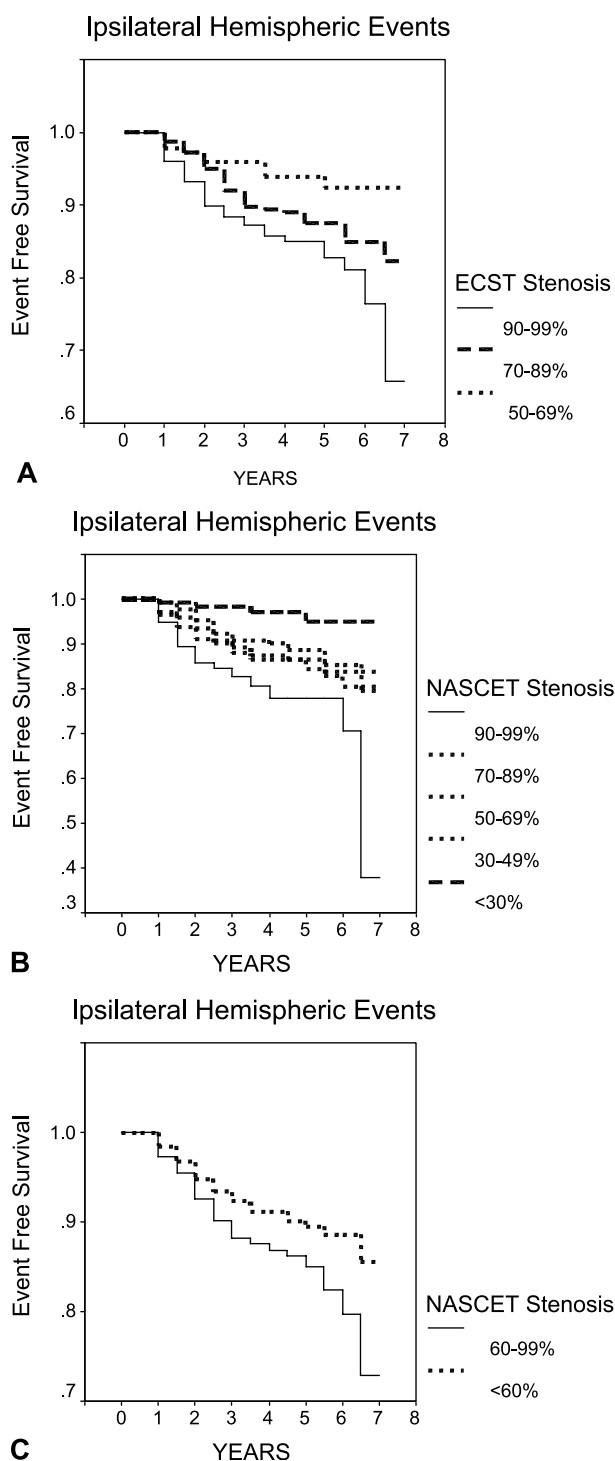 Ipsilateral Hemispheric Events
Event Free Survival
1.0
.9
.8
.7
.6
0 1 2 3 4 5 6 7 8
YEARS
ECST Stenosis
90-99%
70-89%
50-69%
A
Ipsilateral Hemispheric Events
Event Free Survival
1.0
.9
.8
.7
.6
.5
.4
.3
0 1 2 3 4 5 6 7 8
YEARS
NASCET Stenosis
90-99%
70-89%
50-69%
30-49%
<30%
B
Ipsilateral Hemispheric Events
Event Free Survival
1.0
.9
.8
.7
0 1 2 3 4 5 6 7 8
YEARS
NASCET Stenosis
60-99%
<60%
C